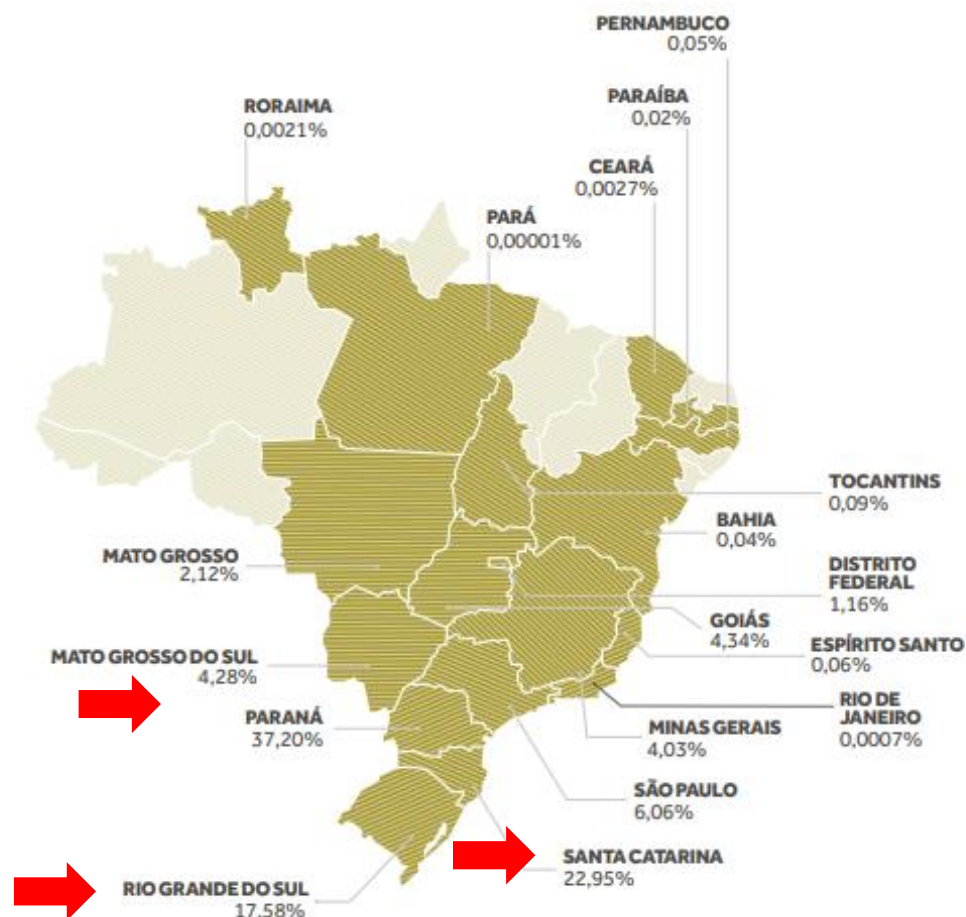 PERNAMBUCO
0,05%
PARAÍBA
0,02%
RORAIMA
0,0021%
CEARÁ
0,0027%
PARÁ
0,00001%
TOCANTINS
0,09%
BAHIA
0,04%
MATO GROSSO
2,12%
DISTRITO
FEDERAL
1,16%
GOIÁS
4,34%
ESPÍRITO SANTO
0,06%
MATO GROSSO DO SUL
4,28%
RIO DE
JANEIRO
0,0007%
PARANÁ
37,20%
MINAS GERAIS
4,03%
SÃO PAULO
6,06%
SANTA CATARINA
22,95%
RIO GRANDE DO SUL
17,58%